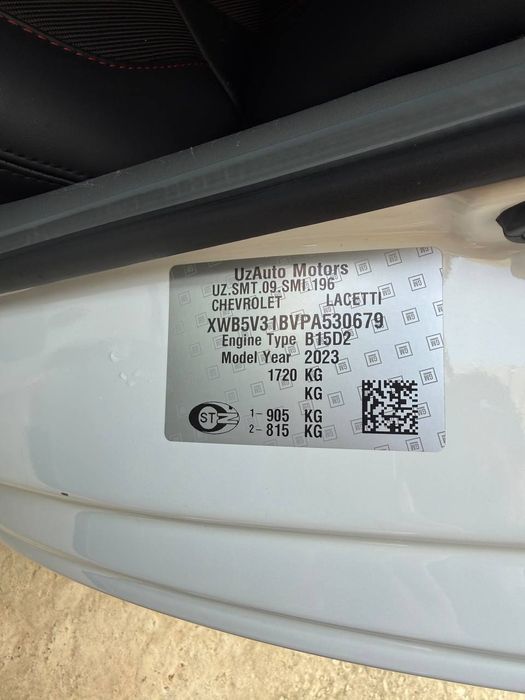 UzAuto Motors
UZ.SMT.09.SMI.196
CHEVROLET LACETTI
XWB5V31BVPA530679
Engine Type B15D2
Model Year 2023
1720 KG
KG
1- 905 KG
ST 2- 815 KG